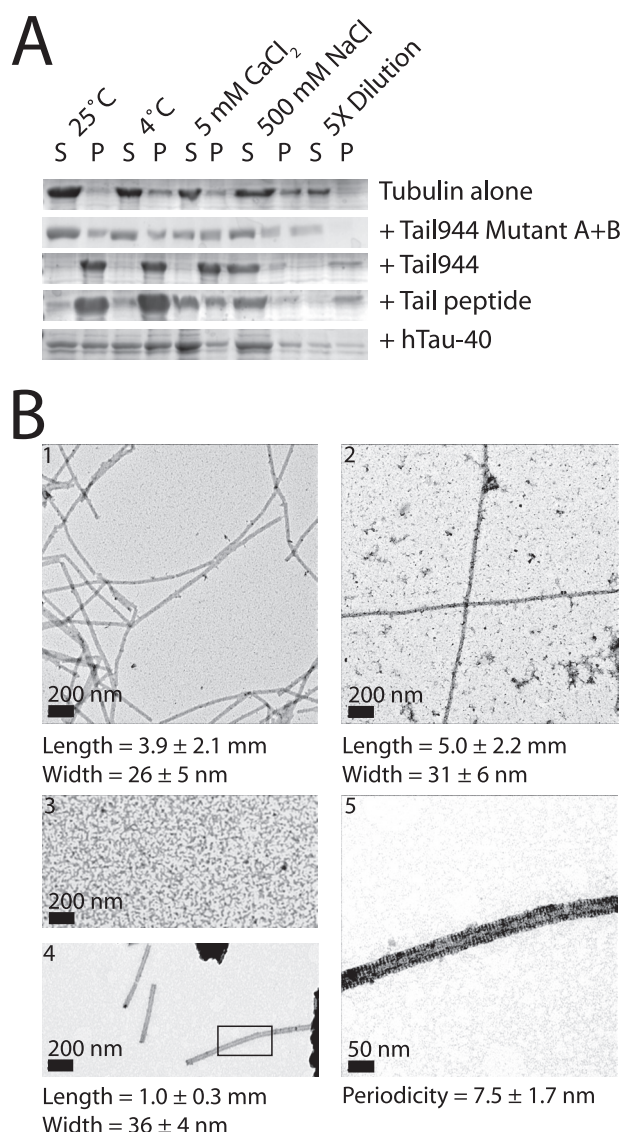 A
25˚C
4˚C
5 mM CaCl2
500 mM NaCl
5X Dilution
S P S P S P S P S P
Tubulin alone
+ Tail944 Mutant A+B
+ Tail944
+ Tail peptide
+ hTau-40
B
1
200 nm
Length = 3.9 ± 2.1 mm
Width = 26 ± 5 nm
2
200 nm
Length = 5.0 ± 2.2 mm
Width = 31 ± 6 nm
3
200 nm
4
200 nm
Length = 1.0 ± 0.3 mm
Width = 36 ± 4 nm
5
50 nm
Periodicity = 7.5 ± 1.7 nm